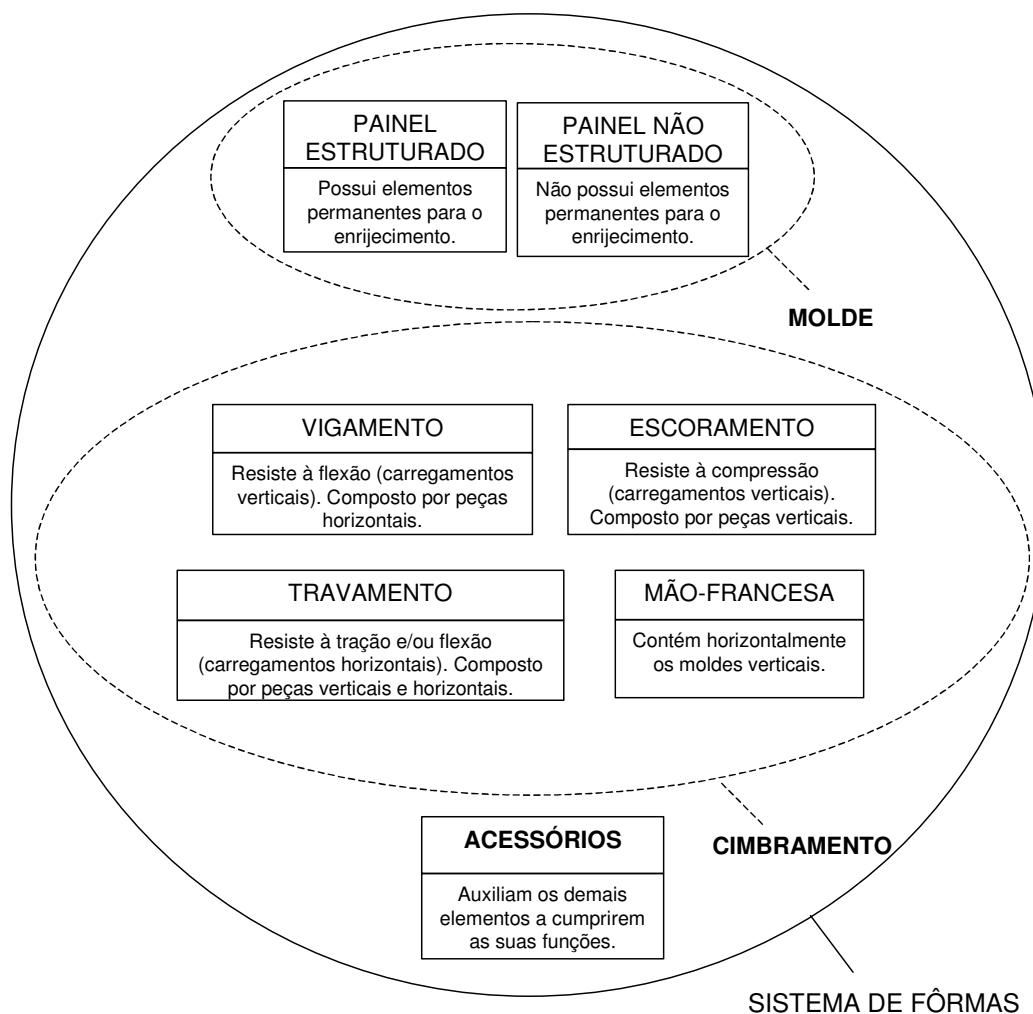 PAINEL
ESTRUTURADO
Possui elementos
permanentes para o
enrijecimento.
PAINEL NÃO
ESTRUTURADO
Não possui elementos
permanentes para o
enrijecimento.
MOLDE
VIGAMENTO
Resiste à flexão (carregamentos
verticais). Composto por peças
horizontais.
ESCORAMENTO
Resiste à compressão
(carregamentos verticais).
Composto por peças verticais.
TRAVAMENTO
Resiste à tração e/ou flexão
(carregamentos horizontais). Composto
por peças verticais e horizontais.
MÃO-FRANCESA
Contém horizontalmente
os moldes verticais.
CIMBRAMENTO
ACESSÓRIOS
Auxiliam os demais
elementos a cumprirem
as suas funções.
SISTEMA DE FÔRMAS